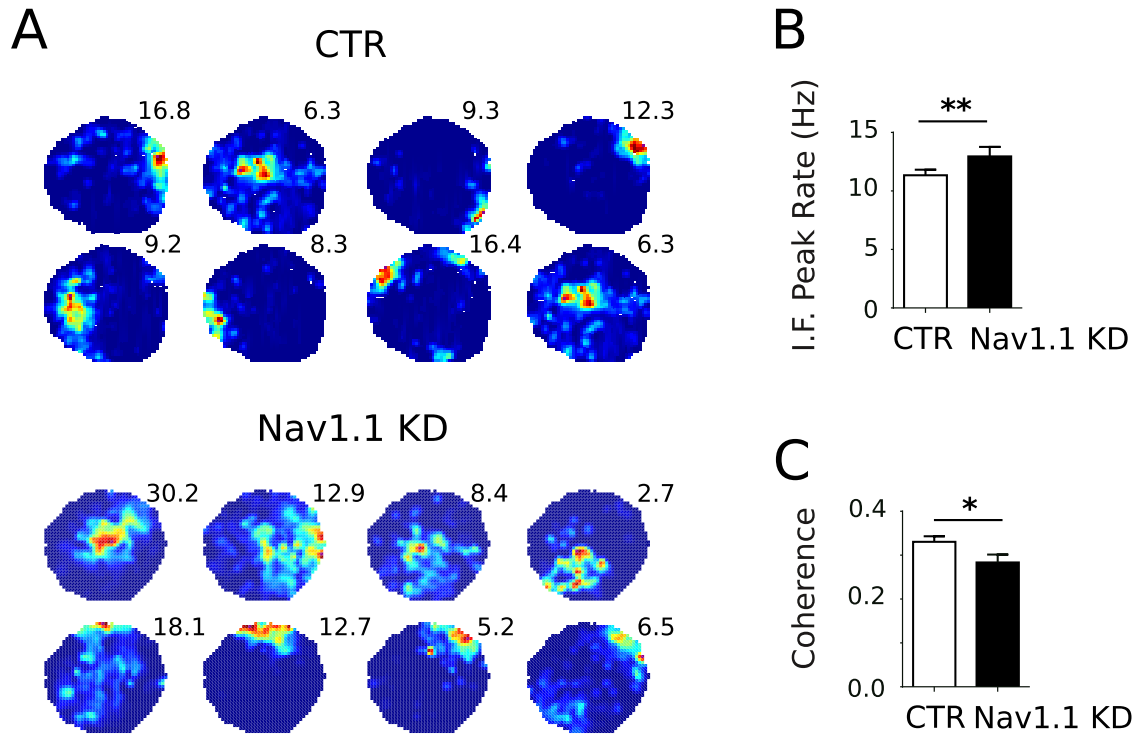 A
CTR
16.8 6.3 9.3 12.3
9.2 8.3 16.4 6.3
Nav1.1 KD
30.2 12.9 8.4 2.7
18.1 12.7 5.2 6.5
B
I.F. Peak Rate (Hz)
**
15
10
5
0
CTR Nav1.1 KD
C
Coherence
*
0.4
0.2
0.0
CTR Nav1.1 KD